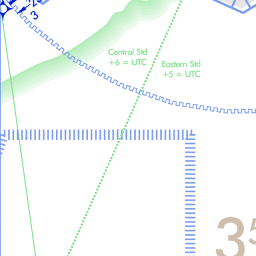 Central Std
+6 = UTC
Eastern Std
+5 = UTC
3⁵